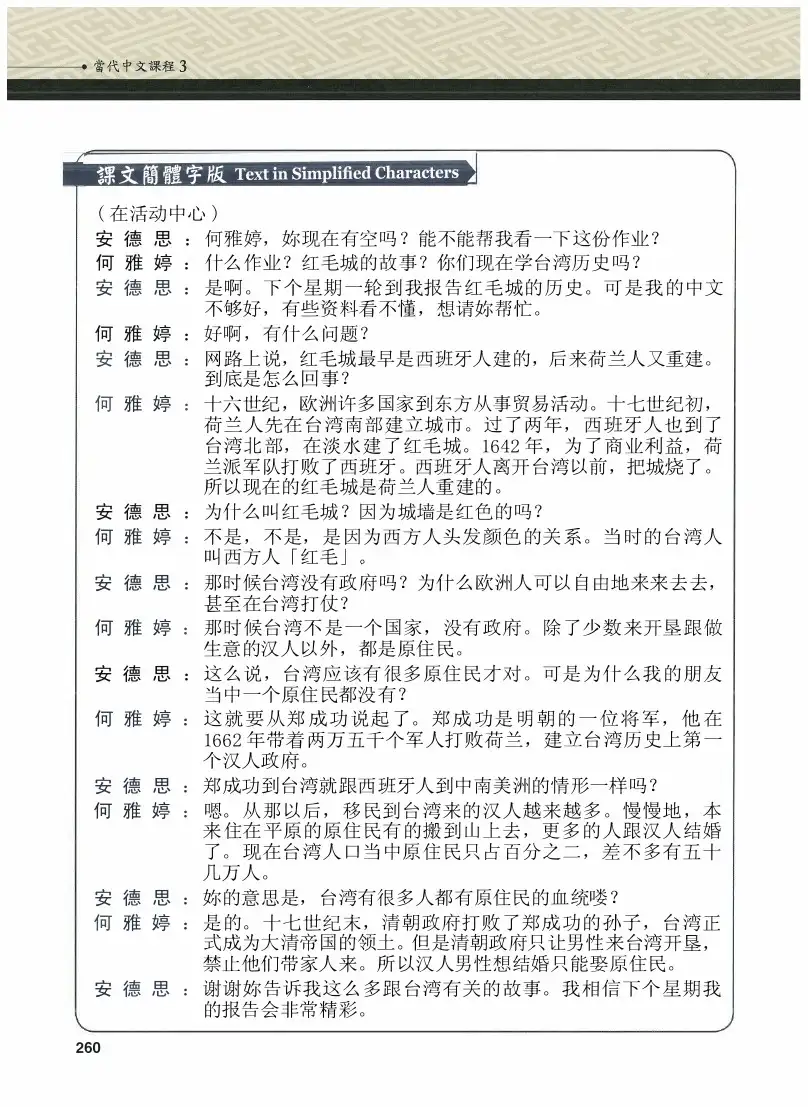 • 當代中文課程 3
課文簡體字版 Text in Simplified Characters
（在活动中心）
安德思：何雅婷，妳现在有空吗？能不能帮我看一下这份作业？
何雅婷：什么作业？红毛城的故事？你们现在学台湾历史吗？
安德思：是啊。下个星期一轮到我报告红毛城的历史。可是我的中文
不够好，有些资料看不懂，想请妳帮忙。
何雅婷：好啊，有什么问题？
安德思：网路上说，红毛城最早是西班牙人建的，后来荷兰人又重建。
到底是怎么回事？
何雅婷：十六世纪，欧洲许多国家到东方从事贸易活动。十七世纪初，
荷兰人先在台湾南部建立城市。过了两年，西班牙人也到了
台湾北部，在淡水建了红毛城。1642 年，为了商业利益，荷
兰派军队打败了西班牙。西班牙人离开台湾以前，把城烧了。
所以现在的红毛城是荷兰人重建的。
安德思：为什么叫红毛城？因为城墙是红色的吗？
何雅婷：不是，不是，是因为西方人头发颜色的关系。当时的台湾人
叫西方人「红毛」。
安德思：那时候台湾没有政府吗？为什么欧洲人可以自由地来来去去，
甚至在台湾打仗？
何雅婷：那时候台湾不是一个国家，没有政府。除了少数来开垦跟做
生意的汉人以外，都是原住民。
安德思：这么说，台湾应该有很多原住民才对。可是为什么我的朋友
当中一个原住民都没有？
何雅婷：这就要从郑成功说起了。郑成功是明朝的一位将军，他在
1662 年带着两万五千个军人打败荷兰，建立台湾历史上第一
个汉人政府。
安德思：郑成功到台湾就跟西班牙人到中南美洲的情形一样吗？
何雅婷：嗯。从那以后，移民到台湾来的汉人越来越多。慢慢地，本
来住在平原的原住民有的搬到山上去，更多的人跟汉人结婚
了。现在台湾人口当中原住民只占百分之二，差不多有五十
几万人。
安德思：妳的意思是，台湾有很多人都有原住民的血统喽？
何雅婷：是的。十七世纪末，清朝政府打败了郑成功的孙子，台湾正
式成为大清帝国的领土。但是清朝政府只让男性来台湾开垦，
禁止他们带家人来。所以汉人男性想结婚只能娶原住民。
安德思：谢谢妳告诉我这么多跟台湾有关的故事。我相信下个星期我
的报告会非常精彩。
260